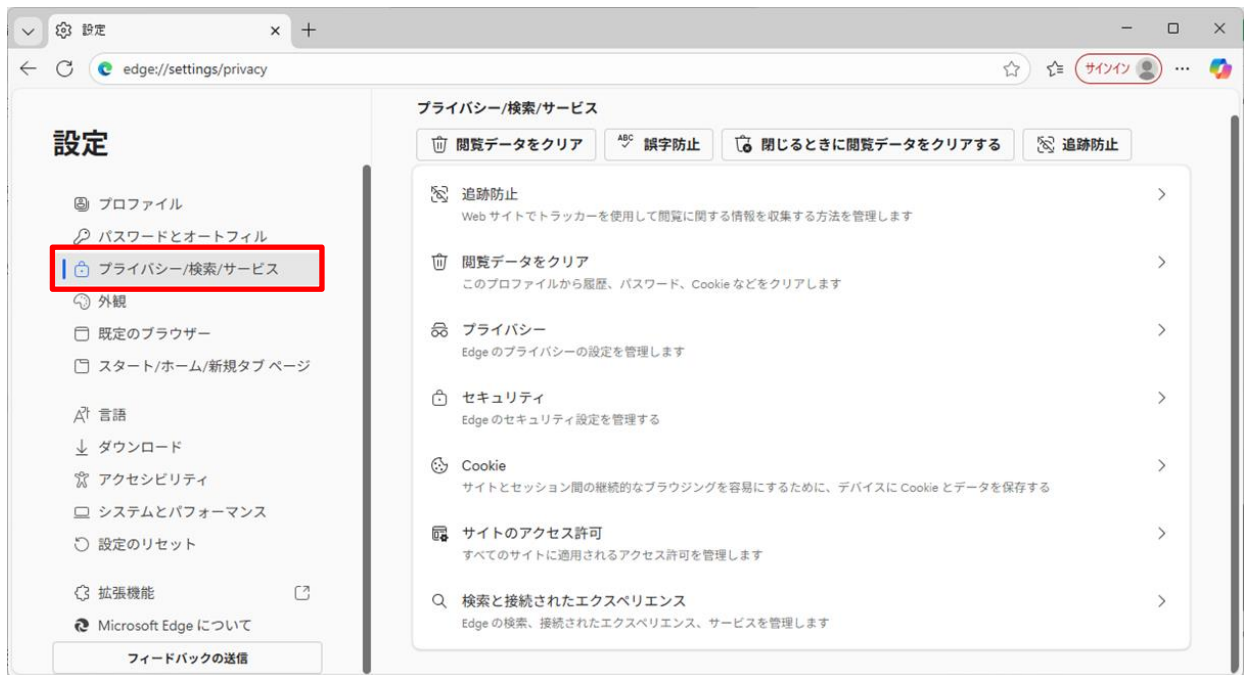 設定
edge://settings/privacy
サインイン
設定
プロファイル
パスワードとオートフィル
プライバシー/検索/サービス
外観
既定のブラウザー
スタート/ホーム/新規タブ ページ
言語
ダウンロード
アクセシビリティ
システムとパフォーマンス
設定のリセット
拡張機能
Microsoft Edge について
フィードバックの送信
プライバシー/検索/サービス
閲覧データをクリア
ABC 誤字防止
閉じるときに閲覧データをクリアする
追跡防止
追跡防止
Web サイトでトラッカーを使用して閲覧に関する情報を収集する方法を管理します
閲覧データをクリア
このプロファイルから履歴、パスワード、Cookie などをクリアします
プライバシー
Edge のプライバシーの設定を管理します
セキュリティ
Edge のセキュリティ設定を管理する
Cookie
サイトとセッション間の継続的なブラウジングを容易にするために、デバイスに Cookie とデータを保存する
サイトのアクセス許可
すべてのサイトに適用されるアクセス許可を管理します
検索と接続されたエクスペリエンス
Edge の検索、接続されたエクスペリエンス、サービスを管理します